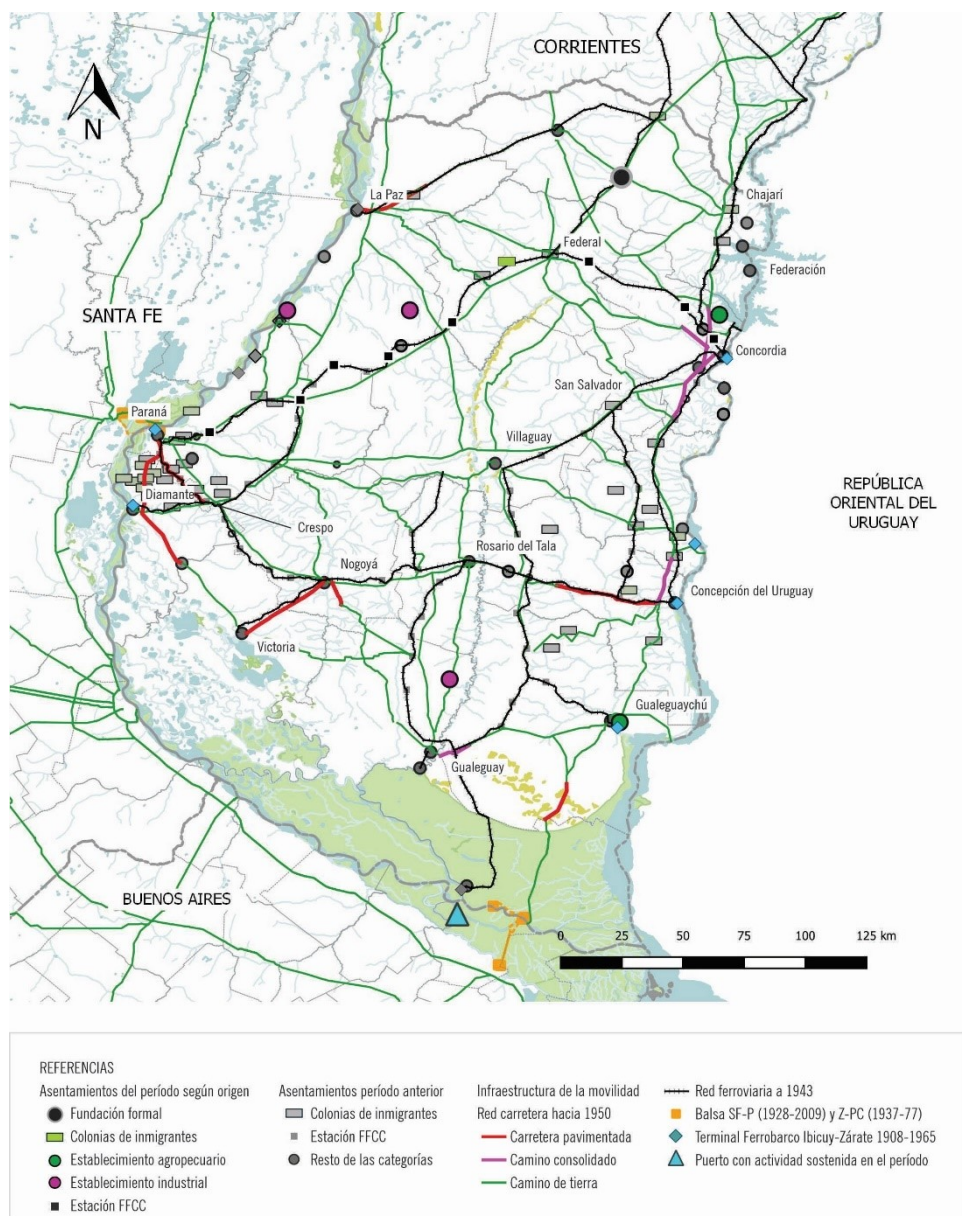 CORRIENTES
N
La Paz
Chajarí
Federal
Federación
SANTA FE
Concordia
San Salvador
Paraná
Villaguay
REPÚBLICA
ORIENTAL DEL
URUGUAY
Diamante
Crespo
Rosario del Tala
Nogoyá
Concepción del Uruguay
Victoria
Gualeguaychú
Gualeguay
BUENOS AIRES
0 25 50 75 100 125 km
REFERENCIAS
Asentamientos del período según origen
Fundación formal
Colonias de inmigrantes
Establecimiento agropecuario
Establecimiento industrial
Estación FFCC
Asentamientos período anterior
Colonias de inmigrantes
Estación FFCC
Resto de las categorías
Infraestructura de la movilidad
Red carretera hacia 1950
Carretera pavimentada
Camino consolidado
Camino de tierra
Red ferroviaria a 1943
Balsa SF-P (1928-2009) y Z-PC (1937-77)
Terminal Ferrobarco Ibicuy-Zárate 1908-1965
Puerto con actividad sostenida en el período